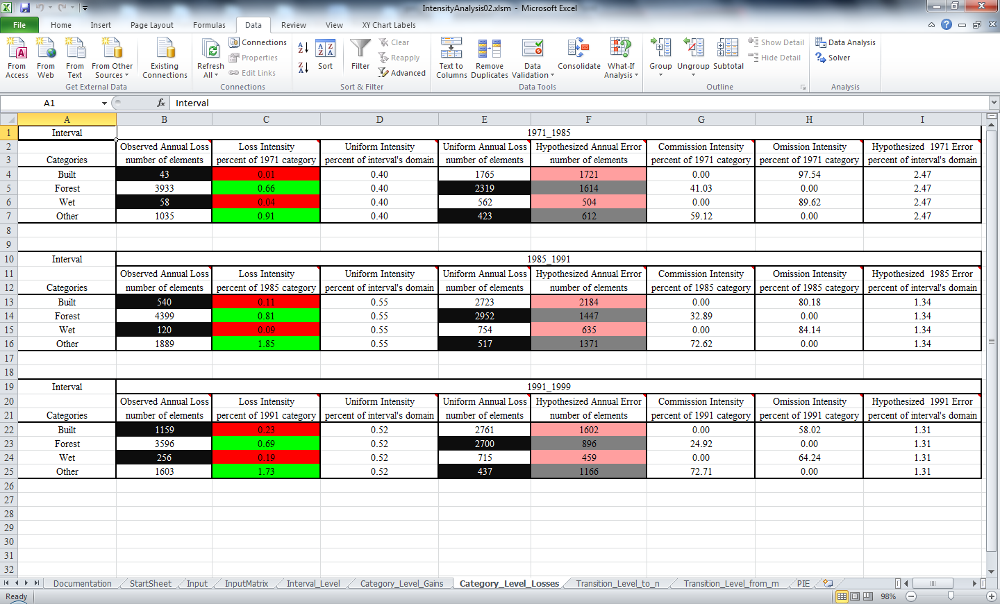 IntensityAnalysis02.xlsm - Microsoft Excel
File Home Insert Page Layout Formulas Data Review View XY Chart Labels
From Access
From Web
From Text
From Other Sources
Existing Connections
Get External Data
Refresh All
Connections
Properties
Edit Links
Connections
Sort
Filter
Clear
Reapply
Advanced
Sort & Filter
Text to Columns
Remove Duplicates
Data Validation
Consolidate
What-If Analysis
Data Tools
Group
Ungroup
Subtotal
Show Detail
Hide Detail
Outline
Data Analysis
Solver
Analysis
A1 fx Interval
A B C D E F G H I
1 Interval 1971_1985
2 Observed Annual Loss Loss Intensity Uniform Intensity Uniform Annual Loss Hypothesized Annual Error Commission Intensity Omission Intensity Hypothesized 1971 Error
3 Categories number of elements percent of 1971 category percent of interval's domain number of elements number of elements percent of 1971 category percent of 1971 category percent of interval's domain
4 Built 43 0.01 0.40 1765 1721 0.00 97.54 2.47
5 Forest 3933 0.66 0.40 2319 1614 41.03 0.00 2.47
6 Wet 58 0.04 0.40 562 504 0.00 89.62 2.47
7 Other 1035 0.91 0.40 423 612 59.12 0.00 2.47
8
9
10 Interval 1985_1991
11 Observed Annual Loss Loss Intensity Uniform Intensity Uniform Annual Loss Hypothesized Annual Error Commission Intensity Omission Intensity Hypothesized 1985 Error
12 Categories number of elements percent of 1985 category percent of interval's domain number of elements number of elements percent of 1985 category percent of 1985 category percent of interval's domain
13 Built 540 0.11 0.55 2723 2184 0.00 80.18 1.34
14 Forest 4399 0.81 0.55 2952 1447 32.89 0.00 1.34
15 Wet 120 0.09 0.55 754 635 0.00 84.14 1.34
16 Other 1889 1.85 0.55 517 1371 72.62 0.00 1.34
17
18
19 Interval 1991_1999
20 Observed Annual Loss Loss Intensity Uniform Intensity Uniform Annual Loss Hypothesized Annual Error Commission Intensity Omission Intensity Hypothesized 1991 Error
21 Categories number of elements percent of 1991 category percent of interval's domain number of elements number of elements percent of 1991 category percent of 1991 category percent of interval's domain
22 Built 1159 0.23 0.52 2761 1602 0.00 58.02 1.31
23 Forest 3596 0.69 0.52 2700 896 24.92 0.00 1.31
24 Wet 256 0.19 0.52 715 459 0.00 64.24 1.31
25 Other 1603 1.73 0.52 437 1166 72.71 0.00 1.31
26
27
28
29
30
31
32
Documentation StartSheet Input InputMatrix Interval_Level Category_Level_Gains Category_Level_Losses Transition_Level_to_n Transition_Level_from_m PIE
Ready 98%